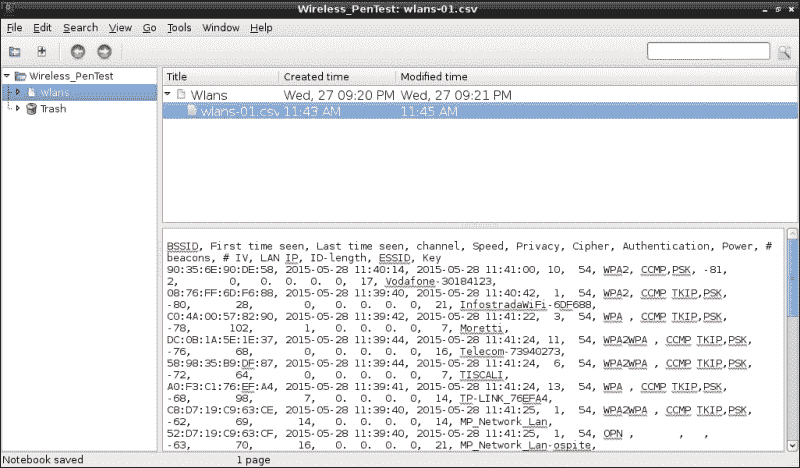 Wireless_PenTest: wlans-01.csv
File Edit Search View Go Tools Window Help
Wireless_PenTest
wlans
Trash
Title Created time Modified time
Wlans Wed, 27 09:20 PM Wed, 27 09:21 PM
wlans-01.csv 11:43 AM 11:45 AM
BSSID, First time seen, Last time seen, channel, Speed, Privacy, Cipher, Authentication, Power, #
beacons, # IV, LAN IP, ID-length, ESSID, Key
90:35:6E:90:DE:58, 2015-05-28 11:40:14, 2015-05-28 11:41:00, 10, 54, WPA2, CCMP,PSK, -81,
2, 0, 0. 0. 0. 0, 17, Vodafone-30184123,
08:76:FF:6D:F6:88, 2015-05-28 11:39:40, 2015-05-28 11:40:42, 1, 54, WPA2, CCMP TKIP,PSK,
-80, 28, 0, 0. 0. 0. 0, 21, InfostradaWiFi-6DF688,
C0:4A:00:57:82:90, 2015-05-28 11:39:42, 2015-05-28 11:41:22, 3, 54, WPA , CCMP TKIP,PSK,
-78, 102, 1, 0. 0. 0. 0, 7, Moretti,
DC:0B:1A:5E:1E:37, 2015-05-28 11:39:44, 2015-05-28 11:41:24, 11, 54, WPA2WPA , CCMP TKIP,PSK,
-76, 68, 0, 0. 0. 0. 0, 16, Telecom-73940273,
58:98:35:B9:DF:87, 2015-05-28 11:39:44, 2015-05-28 11:41:24, 6, 54, WPA2WPA , CCMP TKIP,PSK,
-72, 64, 0, 0. 0. 0. 0, 7, TISCALI,
A0:F3:C1:76:EF:A4, 2015-05-28 11:39:41, 2015-05-28 11:41:24, 13, 54, WPA , CCMP TKIP,PSK,
-68, 98, 7, 0. 0. 0. 0, 14, TP-LINK_76EFA4,
C8:D7:19:C9:63:CE, 2015-05-28 11:39:40, 2015-05-28 11:41:25, 1, 54, WPA2WPA , CCMP TKIP,PSK,
-62, 69, 14, 0. 0. 0. 0, 14, MP_Network_Lan,
52:D7:19:C9:63:CF, 2015-05-28 11:39:40, 2015-05-28 11:41:25, 1, 54, OPN , , ,
-63, 70, 16, 0. 0. 0. 0, 21, MP_Network_Lan-ospite,
Notebook saved 1 page